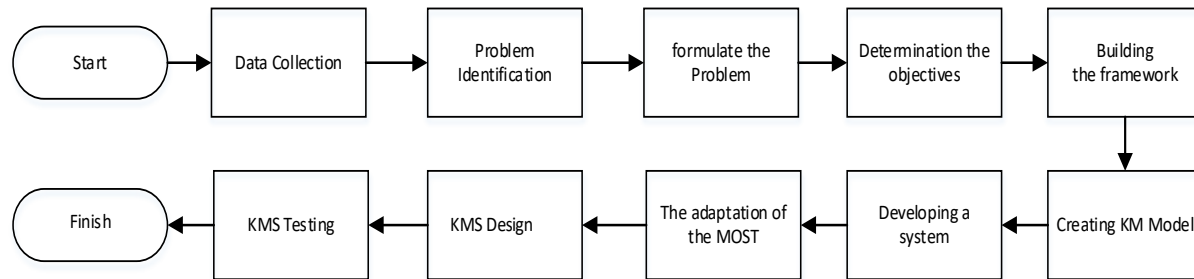 Start
Data Collection
Problem
Identification
formulate the
Problem
Determination the
objectives
Building
the framework
Creating KM Model
Developing a
system
The adaptation of
the MOST
KMS Design
KMS Testing
Finish